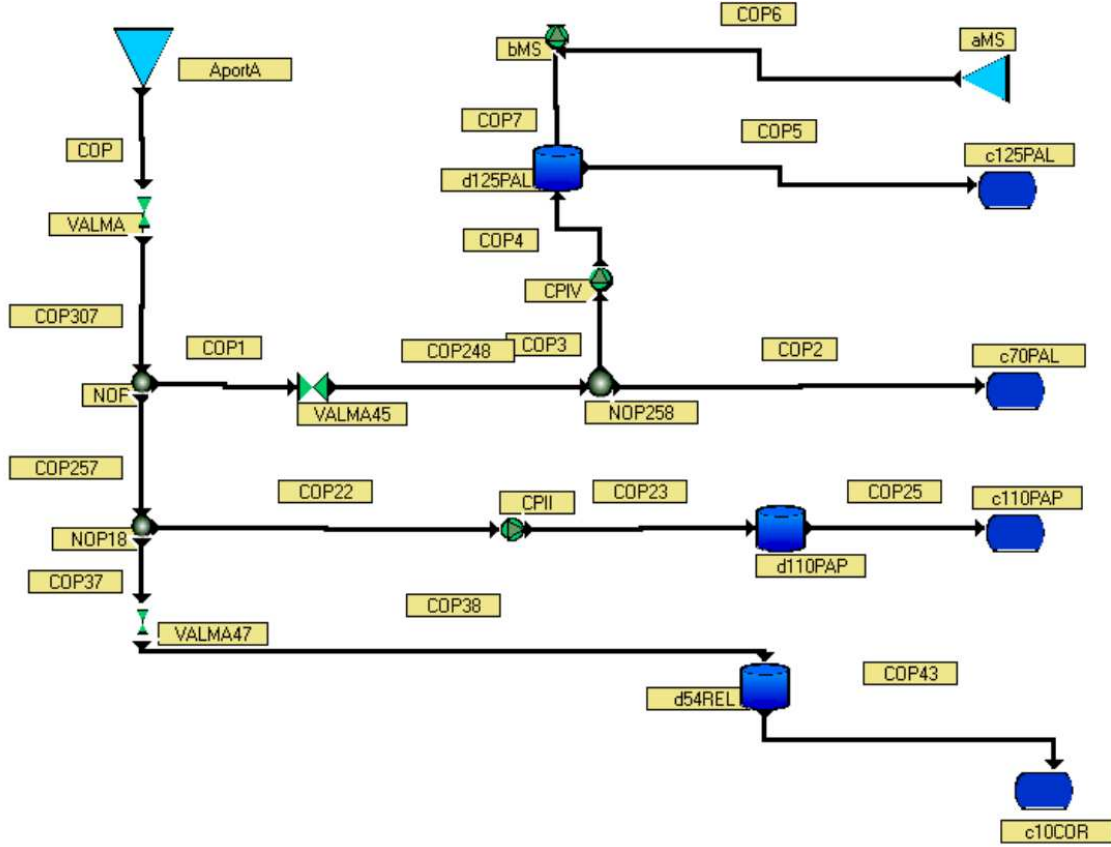 COP6
aMS
bMS
AportA
COP7
COP5
COP
c125PAL
d125PAL
VALMA
COP4
CPIV
COP307
COP1
COP248
COP3
COP2
c70PAL
NOP
VALMA45
NOP258
COP257
COP22
CPII
COP23
COP25
c110PAP
NOP18
d110PAP
COP37
COP38
VALMA47
COP43
d54REL
c10COR